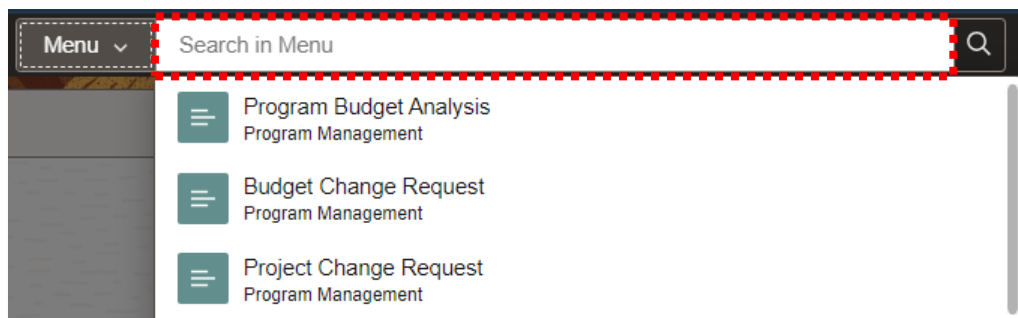 Menu
Search in Menu
Program Budget Analysis
Program Management
Budget Change Request
Program Management
Project Change Request
Program Management